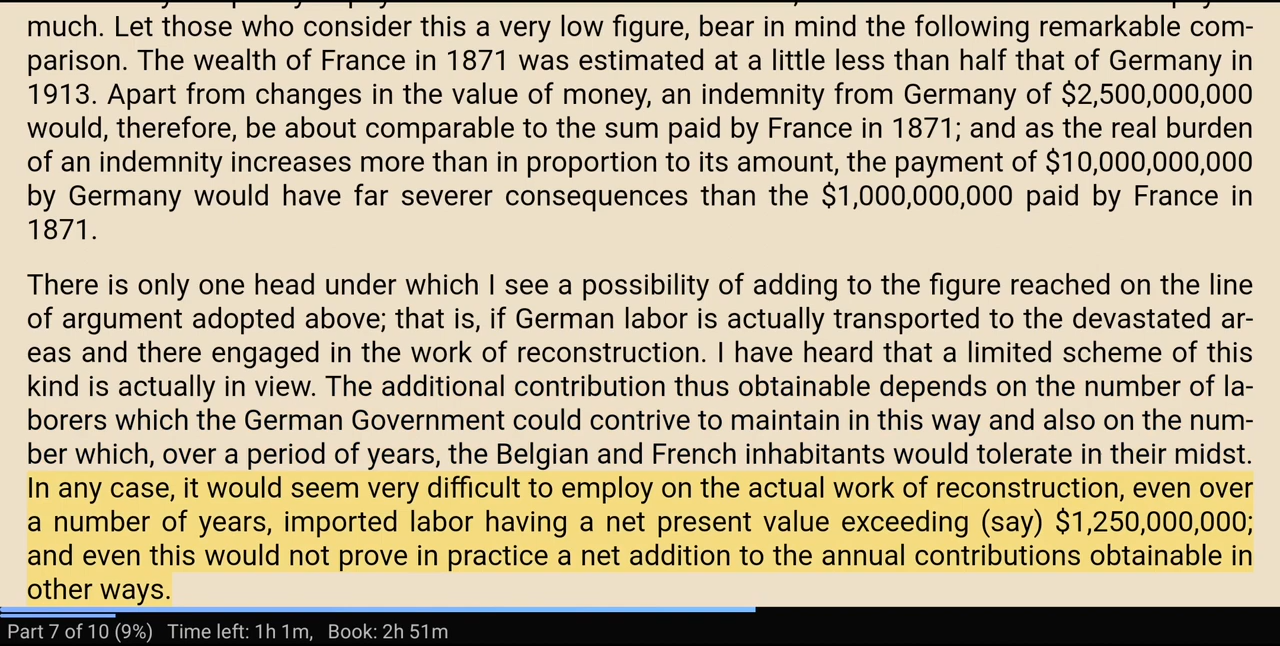 much. Let those who consider this a very low figure, bear in mind the following remarkable com-
parison. The wealth of France in 1871 was estimated at a little less than half that of Germany in
1913. Apart from changes in the value of money, an indemnity from Germany of $2,500,000,000
would, therefore, be about comparable to the sum paid by France in 1871; and as the real burden
of an indemnity increases more than in proportion to its amount, the payment of $10,000,000,000
by Germany would have far severer consequences than the $1,000,000,000 paid by France in
1871.
There is only one head under which I see a possibility of adding to the figure reached on the line
of argument adopted above; that is, if German labor is actually transported to the devastated ar-
eas and there engaged in the work of reconstruction. I have heard that a limited scheme of this
kind is actually in view. The additional contribution thus obtainable depends on the number of la-
borers which the German Government could contrive to maintain in this way and also on the num-
ber which, over a period of years, the Belgian and French inhabitants would tolerate in their midst.
In any case, it would seem very difficult to employ on the actual work of reconstruction, even over
a number of years, imported labor having a net present value exceeding (say) $1,250,000,000;
and even this would not prove in practice a net addition to the annual contributions obtainable in
other ways.
Part 7 of 10 (9%) Time left: 1h 1m, Book: 2h 51m